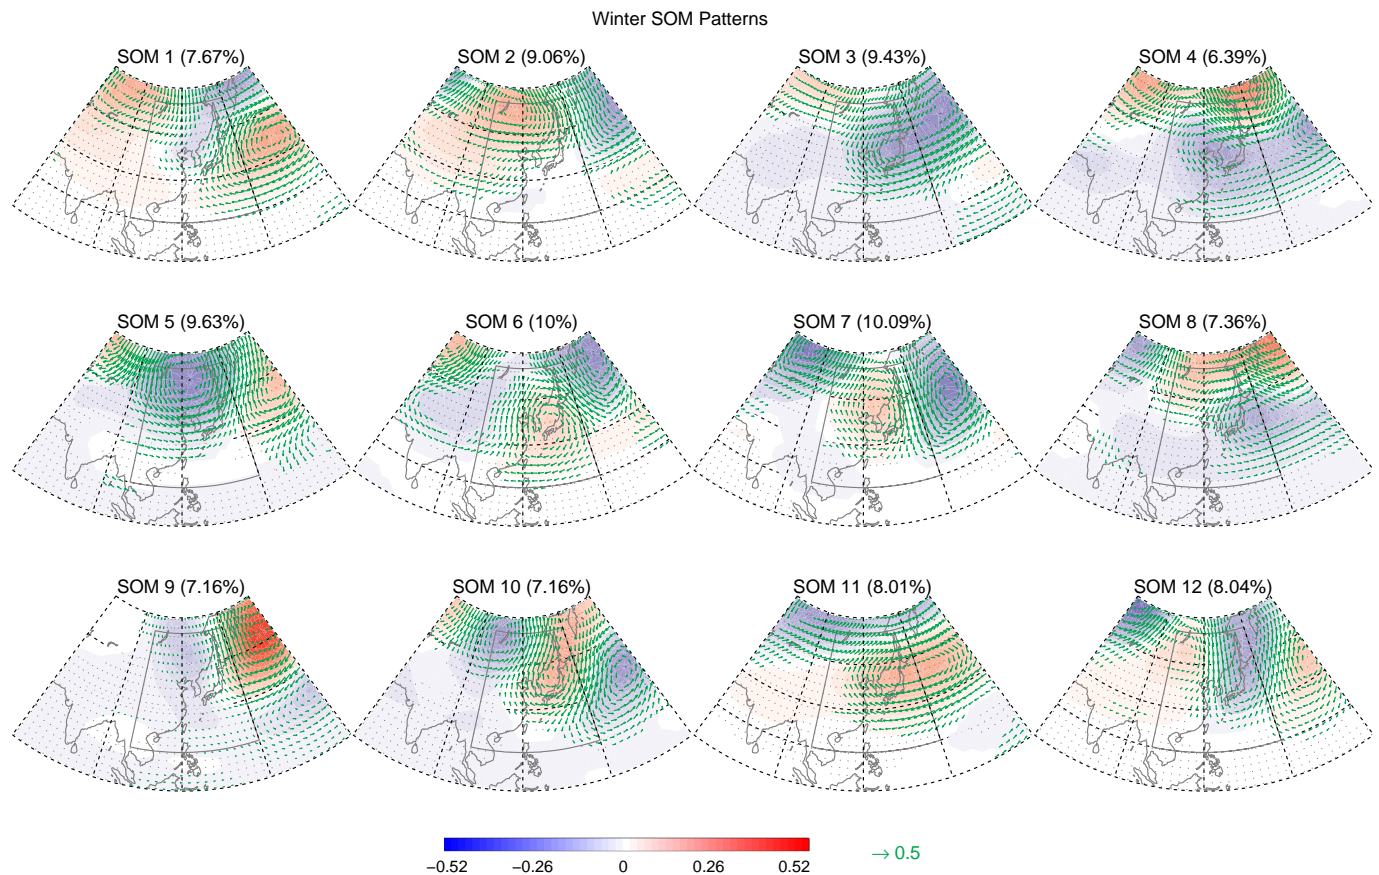 Winter SOM Patterns
SOM 1 (7.67%)
SOM 2 (9.06%)
SOM 3 (9.43%)
SOM 4 (6.39%)
SOM 5 (9.63%)
SOM 6 (10%)
SOM 7 (10.09%)
SOM 8 (7.36%)
SOM 9 (7.16%)
SOM 10 (7.16%)
SOM 11 (8.01%)
SOM 12 (8.04%)
−0.52 −0.26 0 0.26 0.52
→ 0.5